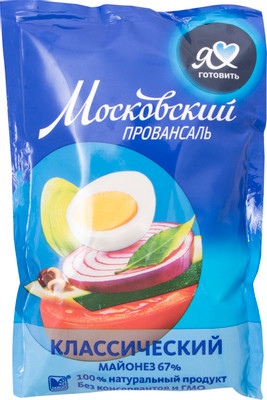 Я
ГОТОВИТЬ
Московский
ПРОВАНСАЛЬ
КЛАССИЧЕСКИЙ
МАЙОНЕЗ 67%
100% натуральный продукт
Без консервантов и ГМО